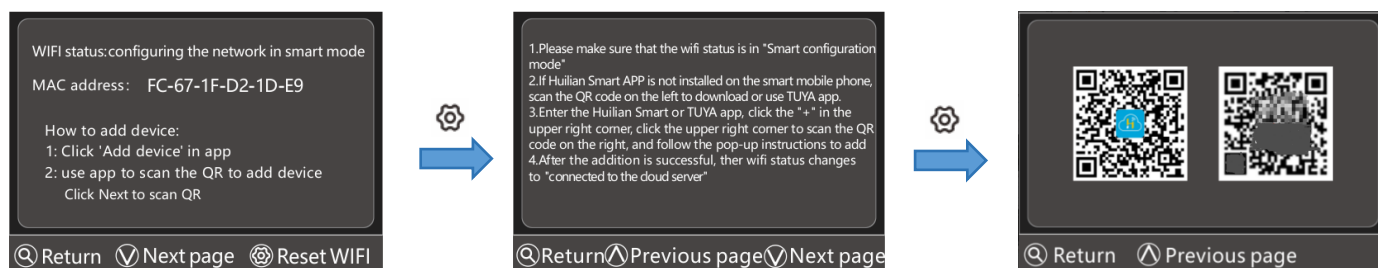 WIFI status:configuring the network in smart mode
MAC address: FC-67-1F-D2-1D-E9
How to add device:
1: Click 'Add device' in app
2: use app to scan the QR to add device
Click Next to scan QR
Return Next page Reset WIFI
1.Please make sure that the wifi status is in "Smart configuration
mode"
2.If Huilian Smart APP is not installed on the smart mobile phone,
scan the QR code on the left to download or use TUYA app.
3.Enter the Huilian Smart or TUYA app, click the "+" in the
upper right corner, click the upper right corner to scan the QR
code on the right, and follow the pop-up instructions to add
4.After the addition is successful, ther wifi status changes
to "connected to the cloud server"
Return Previous page Next page
H
Return Previous page